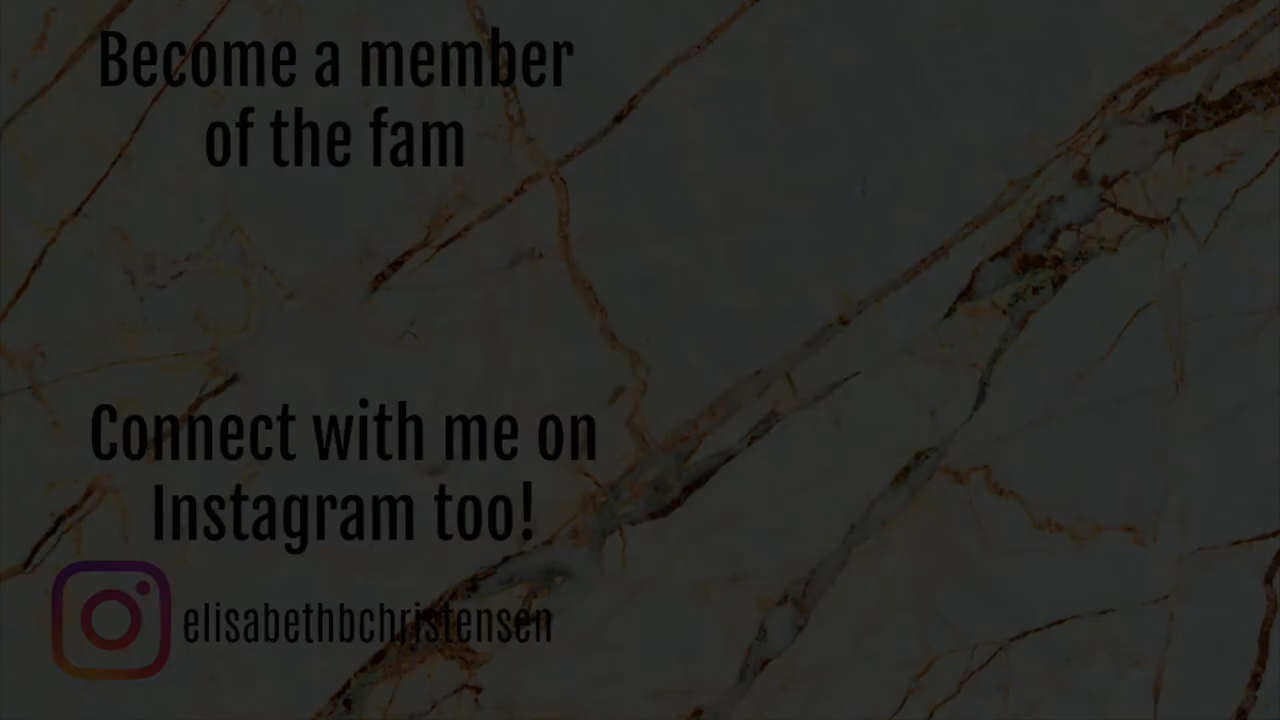 Become a member
of the fam
Connect with me on
Instagram too!
elisabethbchristensen